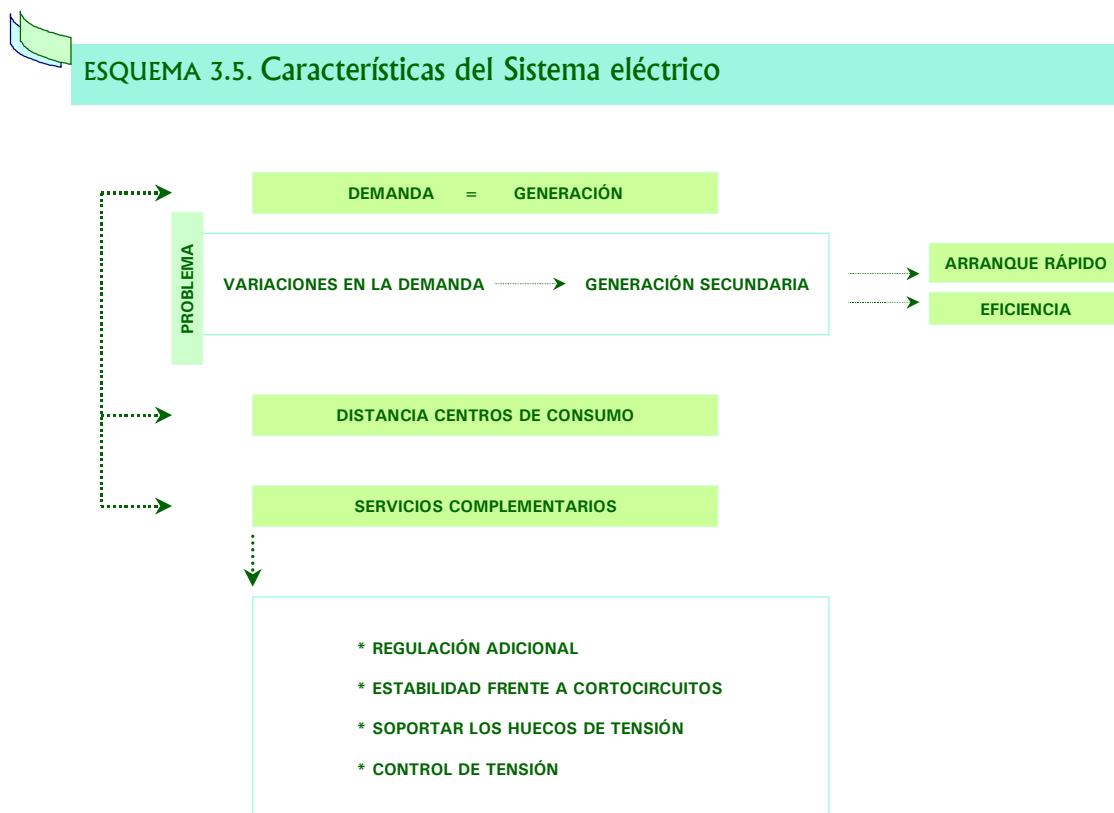 ESQUEMA 3.5. Características del Sistema eléctrico
DEMANDA = GENERACIÓN
PROBLEMA
VARIACIONES EN LA DEMANDA
GENERACIÓN SECUNDARIA
ARRANQUE RÁPIDO
EFICIENCIA
DISTANCIA CENTROS DE CONSUMO
SERVICIOS COMPLEMENTARIOS
* REGULACIÓN ADICIONAL
* ESTABILIDAD FRENTE A CORTOCIRCUITOS
* SOPORTAR LOS HUECOS DE TENSIÓN
* CONTROL DE TENSIÓN